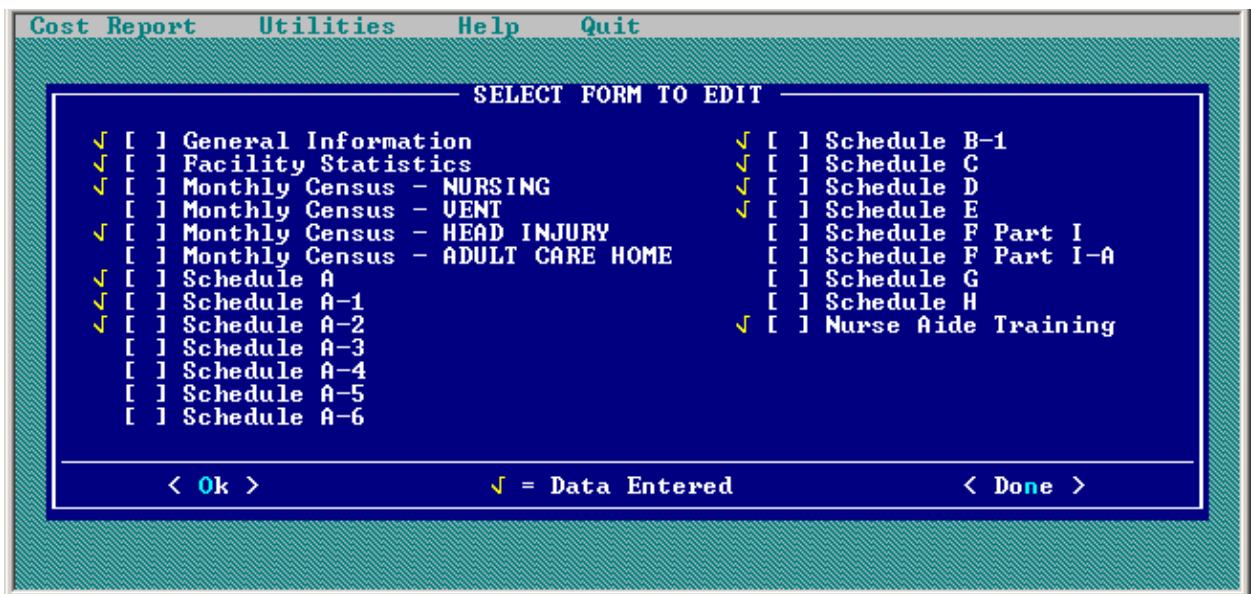 Cost Report Utilities Help Quit
SELECT FORM TO EDIT
√ [ ] General Information
√ [ ] Facility Statistics
√ [ ] Monthly Census - NURSING
[ ] Monthly Census - VENT
√ [ ] Monthly Census - HEAD INJURY
[ ] Monthly Census - ADULT CARE HOME
√ [ ] Schedule A
√ [ ] Schedule A-1
√ [ ] Schedule A-2
[ ] Schedule A-3
[ ] Schedule A-4
[ ] Schedule A-5
[ ] Schedule A-6
√ [ ] Schedule B-1
√ [ ] Schedule C
√ [ ] Schedule D
√ [ ] Schedule E
[ ] Schedule F Part I
[ ] Schedule F Part I-A
[ ] Schedule G
[ ] Schedule H
√ [ ] Nurse Aide Training
< Ok > √ = Data Entered < Done >